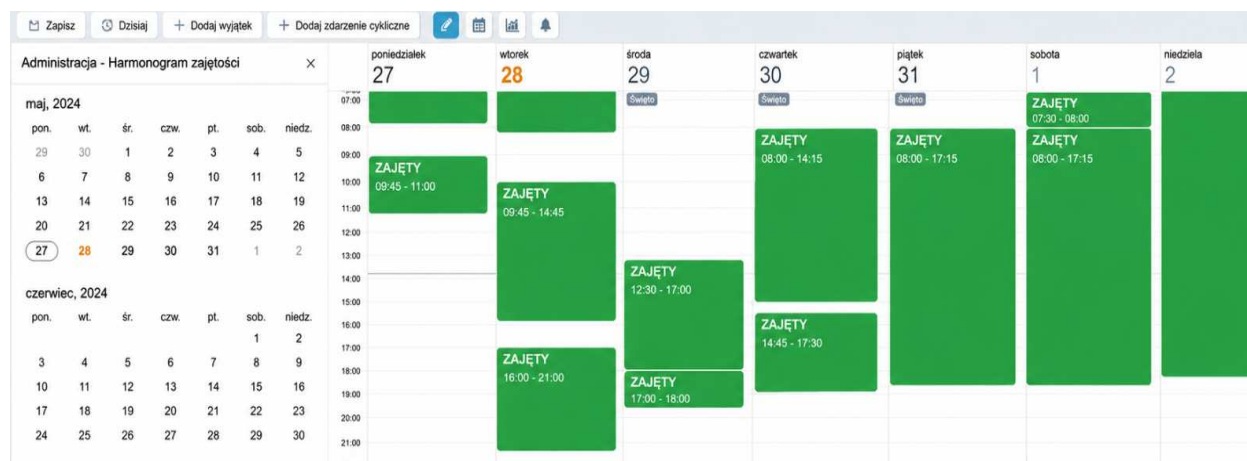 Zapisz Dzisiaj + Dodaj wyjątek + Dodaj zdarzenie cykliczne
Administracja - Harmonogram zajętości
maj, 2024
pon. wt. śr. czw. pt. sob. niedz.
29 30 1 2 3 4 5
6 7 8 9 10 11 12
13 14 15 16 17 18 19
20 21 22 23 24 25 26
27 28 29 30 31 1 2
czerwiec, 2024
pon. wt. śr. czw. pt. sob. niedz.
1 2
3 4 5 6 7 8 9
10 11 12 13 14 15 16
17 18 19 20 21 22 23
24 25 26 27 28 29 30
poniedziałek wtorek środa czwartek piątek sobota niedziela
27 28 29 30 31 1 2
07:00
08:00
09:00
10:00
11:00
12:00
13:00
14:00
15:00
16:00
17:00
18:00
19:00
20:00
21:00
ZAJĘTY
09:45 - 11:00
ZAJĘTY
09:45 - 14:45
ZAJĘTY
16:00 - 21:00
Święto
ZAJĘTY
12:30 - 17:00
ZAJĘTY
17:00 - 18:00
Święto
ZAJĘTY
08:00 - 14:15
ZAJĘTY
14:45 - 17:30
Święto
ZAJĘTY
08:00 - 17:15
ZAJĘTY
07:30 - 08:00
ZAJĘTY
08:00 - 17:15